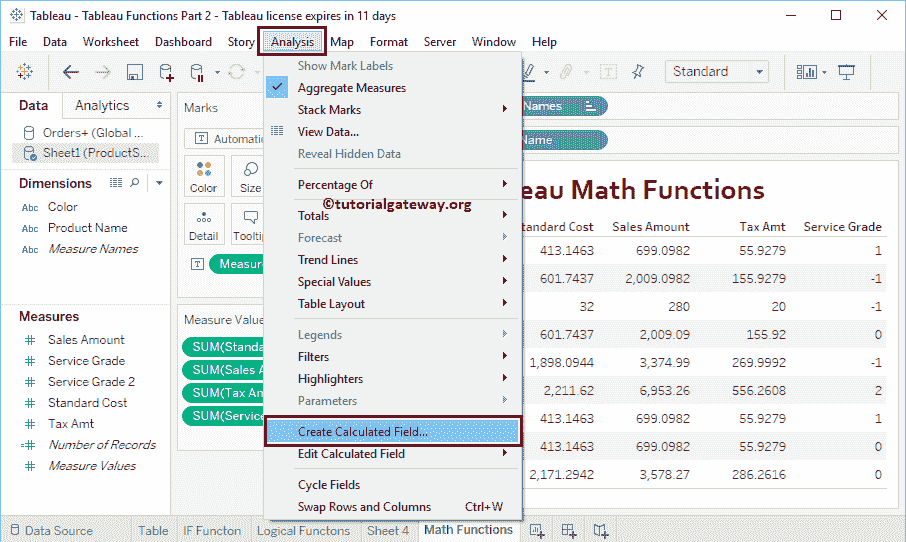 Tableau - Tableau Functions Part 2 - Tableau license expires in 11 days
File Data Worksheet Dashboard Story Analysis Map Format Server Window Help
Standard
Data
Analytics
Orders+ (Global ...
Sheet1 (ProductS...
Dimensions
Abc Color
Abc Product Name
Abc Measure Names
Measures
Sales Amount
Service Grade
Service Grade 2
Standard Cost
Tax Amt
Number of Records
Measure Values
Marks
Automatic
Color
Size
Detail
Tooltip
Measure
Measure Value
SUM(Standa
SUM(Sales A
SUM(Tax Am
SUM(Service
Show Mark Labels
Aggregate Measures
Stack Marks
View Data...
Reveal Hidden Data
Percentage Of
©tutorialgateway.org
Totals
Forecast
Trend Lines
Special Values
Table Layout
Legends
Filters
Highlighters
Parameters
Create Calculated Field...
Edit Calculated Field
Cycle Fields
Swap Rows and Columns Ctrl+W
Names
Name
eau Math Functions
tandard Cost Sales Amount Tax Amt Service Grade
413.1463 699.0982 55.9279 1
601.7437 2,009.0982 155.9279 -1
32 280 20 -1
601.7437 2,009.09 155.92 0
1,898.0944 3,374.99 269.9992 -1
2,211.62 6,953.26 556.2608 2
413.1463 699.0982 55.9279 1
413.1463 699.0982 55.9279 0
2,171.2942 3,578.27 286.2616 0
Data Source Table IF Functon Logical Functions Sheet 4 Math Functions